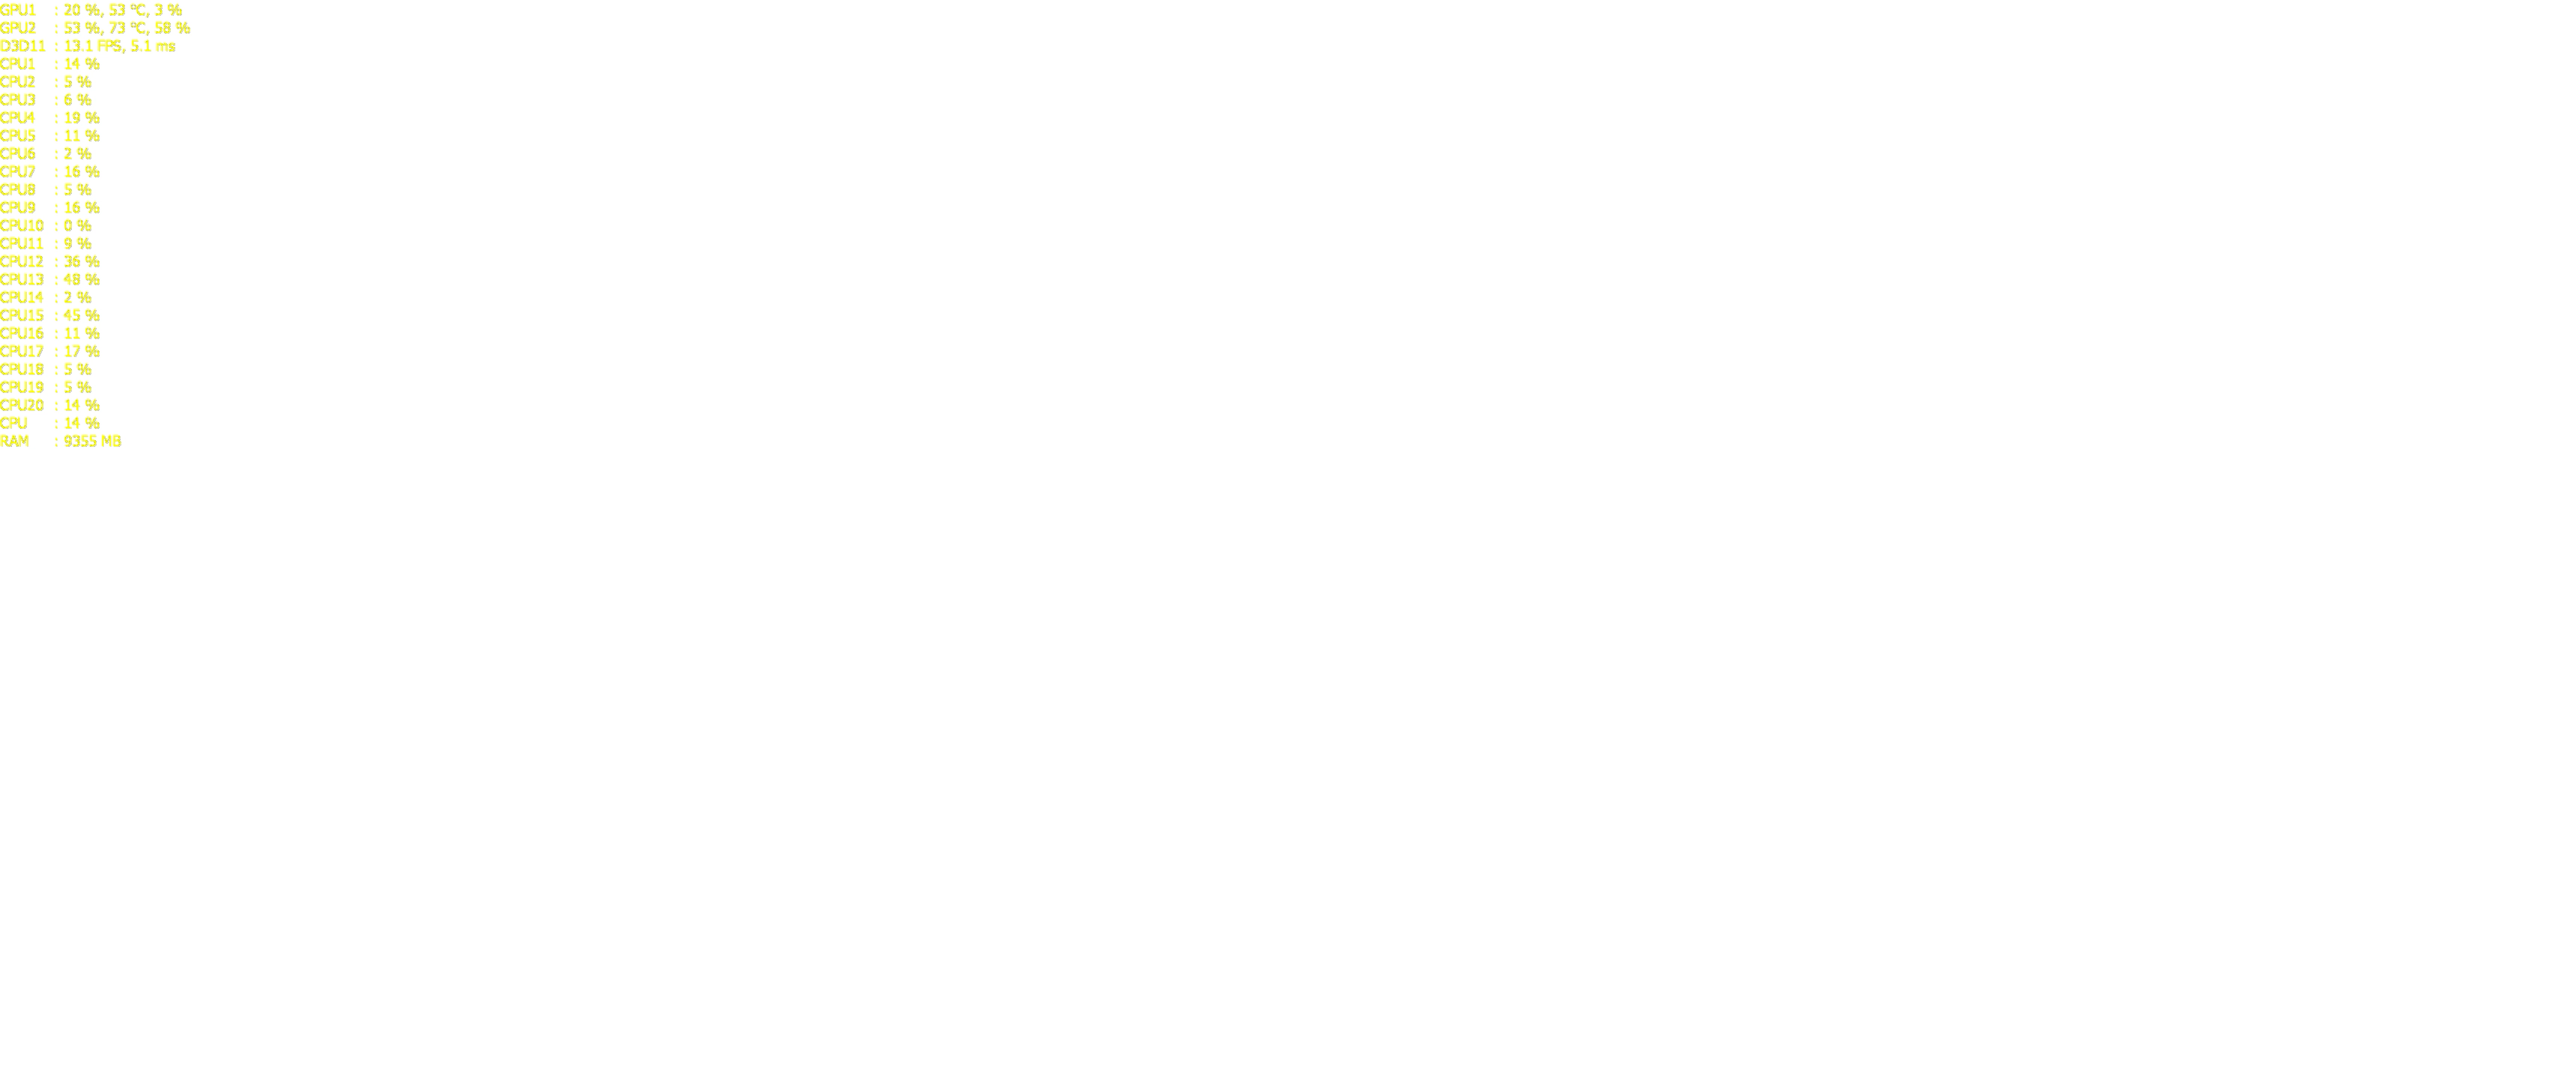 GPU1 : 20 %, 53 °C, 3 %
GPU2 : 53 %, 73 °C, 58 %
D3D11 : 13.1 FPS, 5.1 ms
CPU1 : 14 %
CPU2 : 5 %
CPU3 : 6 %
CPU4 : 19 %
CPU5 : 11 %
CPU6 : 2 %
CPU7 : 16 %
CPU8 : 5 %
CPU9 : 16 %
CPU10 : 0 %
CPU11 : 9 %
CPU12 : 36 %
CPU13 : 48 %
CPU14 : 2 %
CPU15 : 45 %
CPU16 : 11 %
CPU17 : 17 %
CPU18 : 5 %
CPU19 : 5 %
CPU20 : 14 %
CPU : 14 %
RAM : 9355 MB